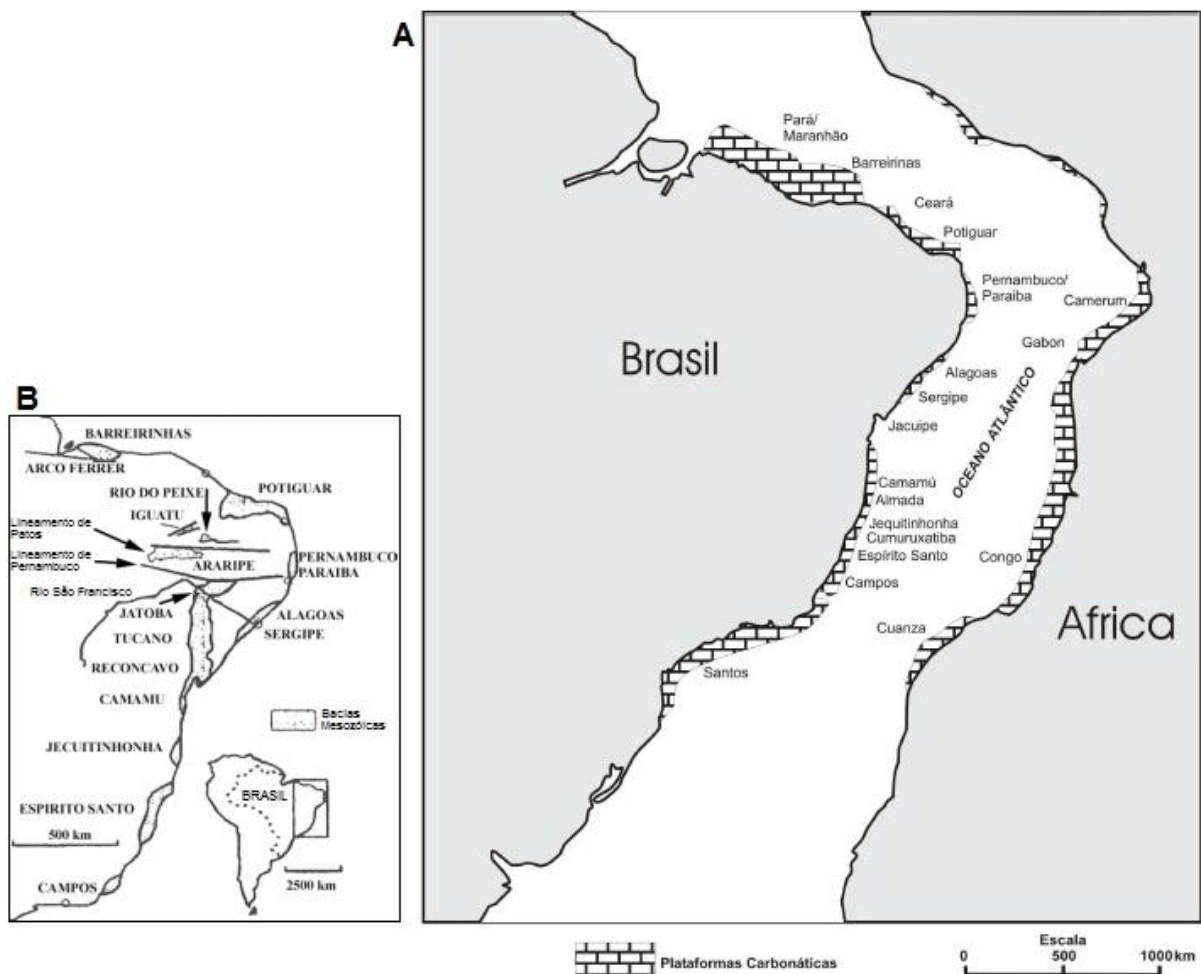 A
Pará/
Maranhão
Barreirinas
Ceará
Potiguar
Pernambuco/
Paraiba
Camerum
Gabon
Brasil
Alagoas
Sergipe
Jacuipe
OCEANO ATLÂNTICO
Camamú
Almada
Jequitinhonha
Cumuruxatiba
Espírito Santo
Congo
Campos
Africa
Cuanza
Santos
Plataformas Carbonáticas
Escala
0 500 1000 km
B
BARREIRINHAS
ARCO FERRER
RIO DO PEIXE
POTIGUAR
IGUATU
Lineamento de
Patos
Lineamento de
Pernambuco
ARARIPE
PERNAMBUCO
PARAIBA
Rio São Francisco
JATOBA
ALAGOAS
TUCANO
SERGIPE
RECONCAVO
CAMAMU
Bacias
Mesozóicas
JECUITINHONHA
BRASIL
ESPIRITO SANTO
500 km
2500 km
CAMPOS